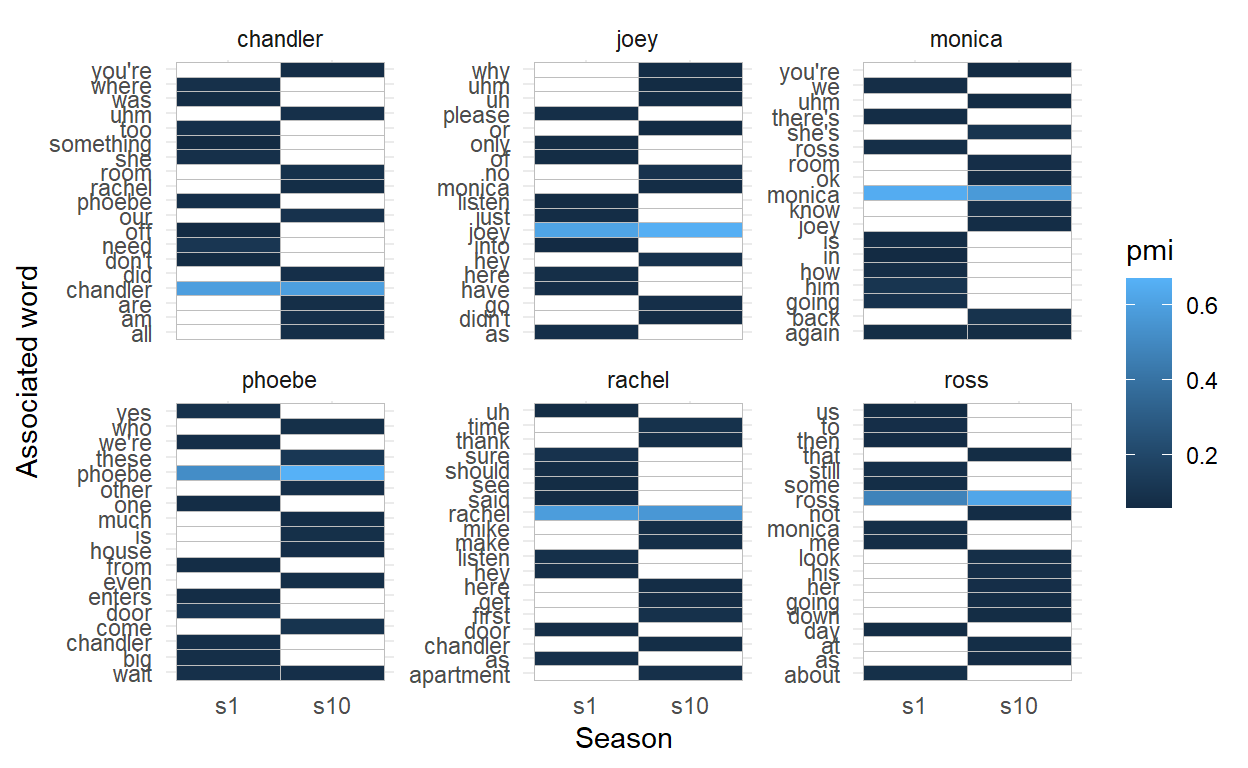 chandler
you're
where
was
uhm
too
something
she
room
rachel
phoebe
our
off
need
don't
did
chandler
are
am
all
joey
why
uhm
uh
please
or
only
of
no
monica
listen
just
joey
into
hey
here
have
go
didn't
as
monica
you're
we
uhm
there's
she's
ross
room
ok
monica
know
joey
is
in
how
him
going
back
again
phoebe
yes
who
we're
these
phoebe
other
one
much
is
house
from
even
enters
door
come
chandler
big
wait
s1 s10
rachel
uh
time
thank
sure
should
see
said
rachel
mike
make
listen
hey
here
get
first
door
chandler
as
apartment
s1 s10
ross
us
to
then
that
still
some
ross
not
monica
me
look
his
her
going
down
day
at
as
about
s1 s10
Associated word
Season
pmi
0.6
0.4
0.2